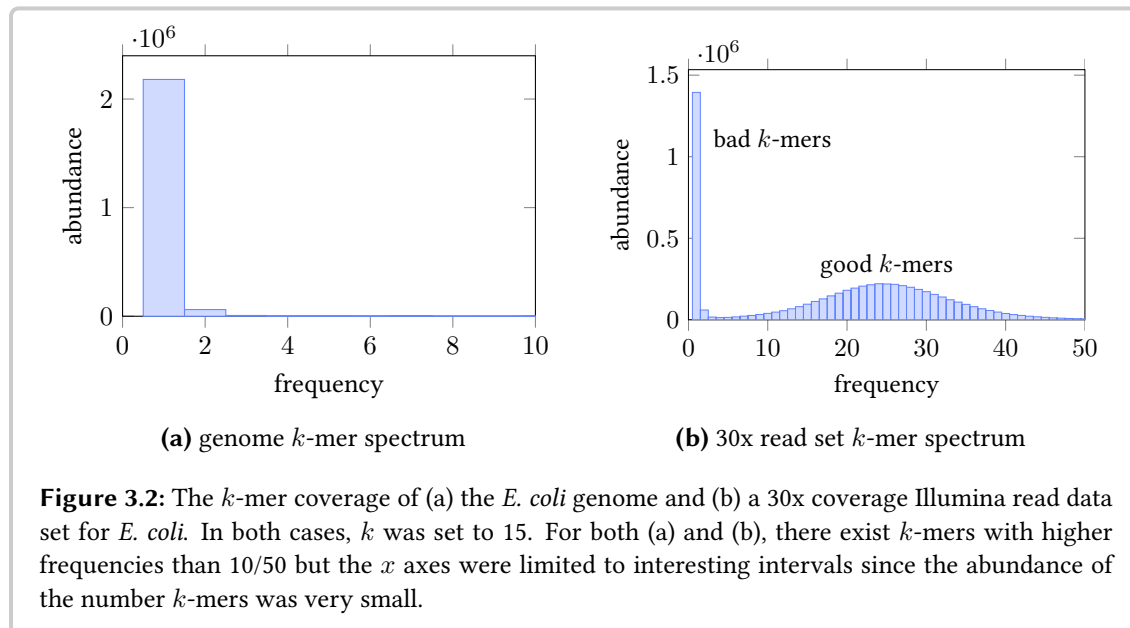 ·10^6
2
1
0
abundance
0 2 4 6 8 10
frequency
(a) genome k-mer spectrum
·10^6
1.5
1
0.5
0
abundance
bad k-mers
good k-mers
0 10 20 30 40 50
frequency
(b) 30x read set k-mer spectrum
Figure 3.2: The k-mer coverage of (a) the E. coli genome and (b) a 30x coverage Illumina read data
set for E. coli. In both cases, k was set to 15. For both (a) and (b), there exist k-mers with higher
frequencies than 10/50 but the x axes were limited to interesting intervals since the abundance of
the number k-mers was very small.